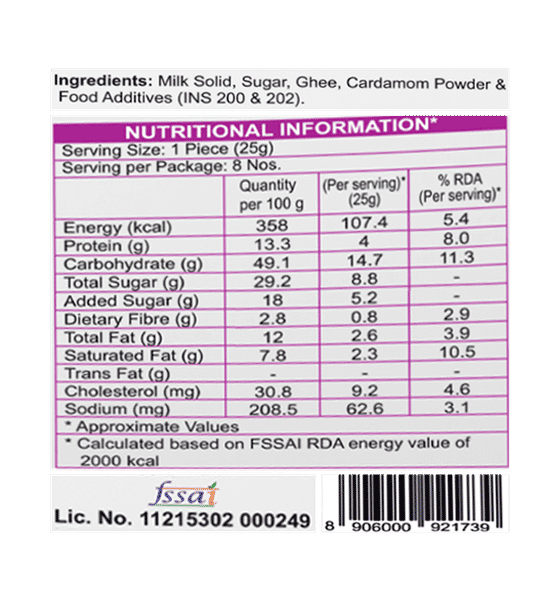 Ingredients: Milk Solid, Sugar, Ghee, Cardamom Powder &
Food Additives (INS 200 & 202).
NUTRITIONAL INFORMATION*
Serving Size: 1 Piece (25g)
Serving per Package: 8 Nos.
Quantity per 100 g (Per serving)* (25g) % RDA (Per serving)*
Energy (kcal) 358 107.4 5.4
Protein (g) 13.3 4 8.0
Carbohydrate (g) 49.1 14.7 11.3
Total Sugar (g) 29.2 8.8 -
Added Sugar (g) 18 5.2 -
Dietary Fibre (g) 2.8 0.8 2.9
Total Fat (g) 12 2.6 3.9
Saturated Fat (g) 7.8 2.3 10.5
Trans Fat (g) - - -
Cholesterol (mg) 30.8 9.2 4.6
Sodium (mg) 208.5 62.6 3.1
* Approximate Values
* Calculated based on FSSAI RDA energy value of
2000 kcal
fssai
Lic. No. 11215302 000249
8 906000 921739